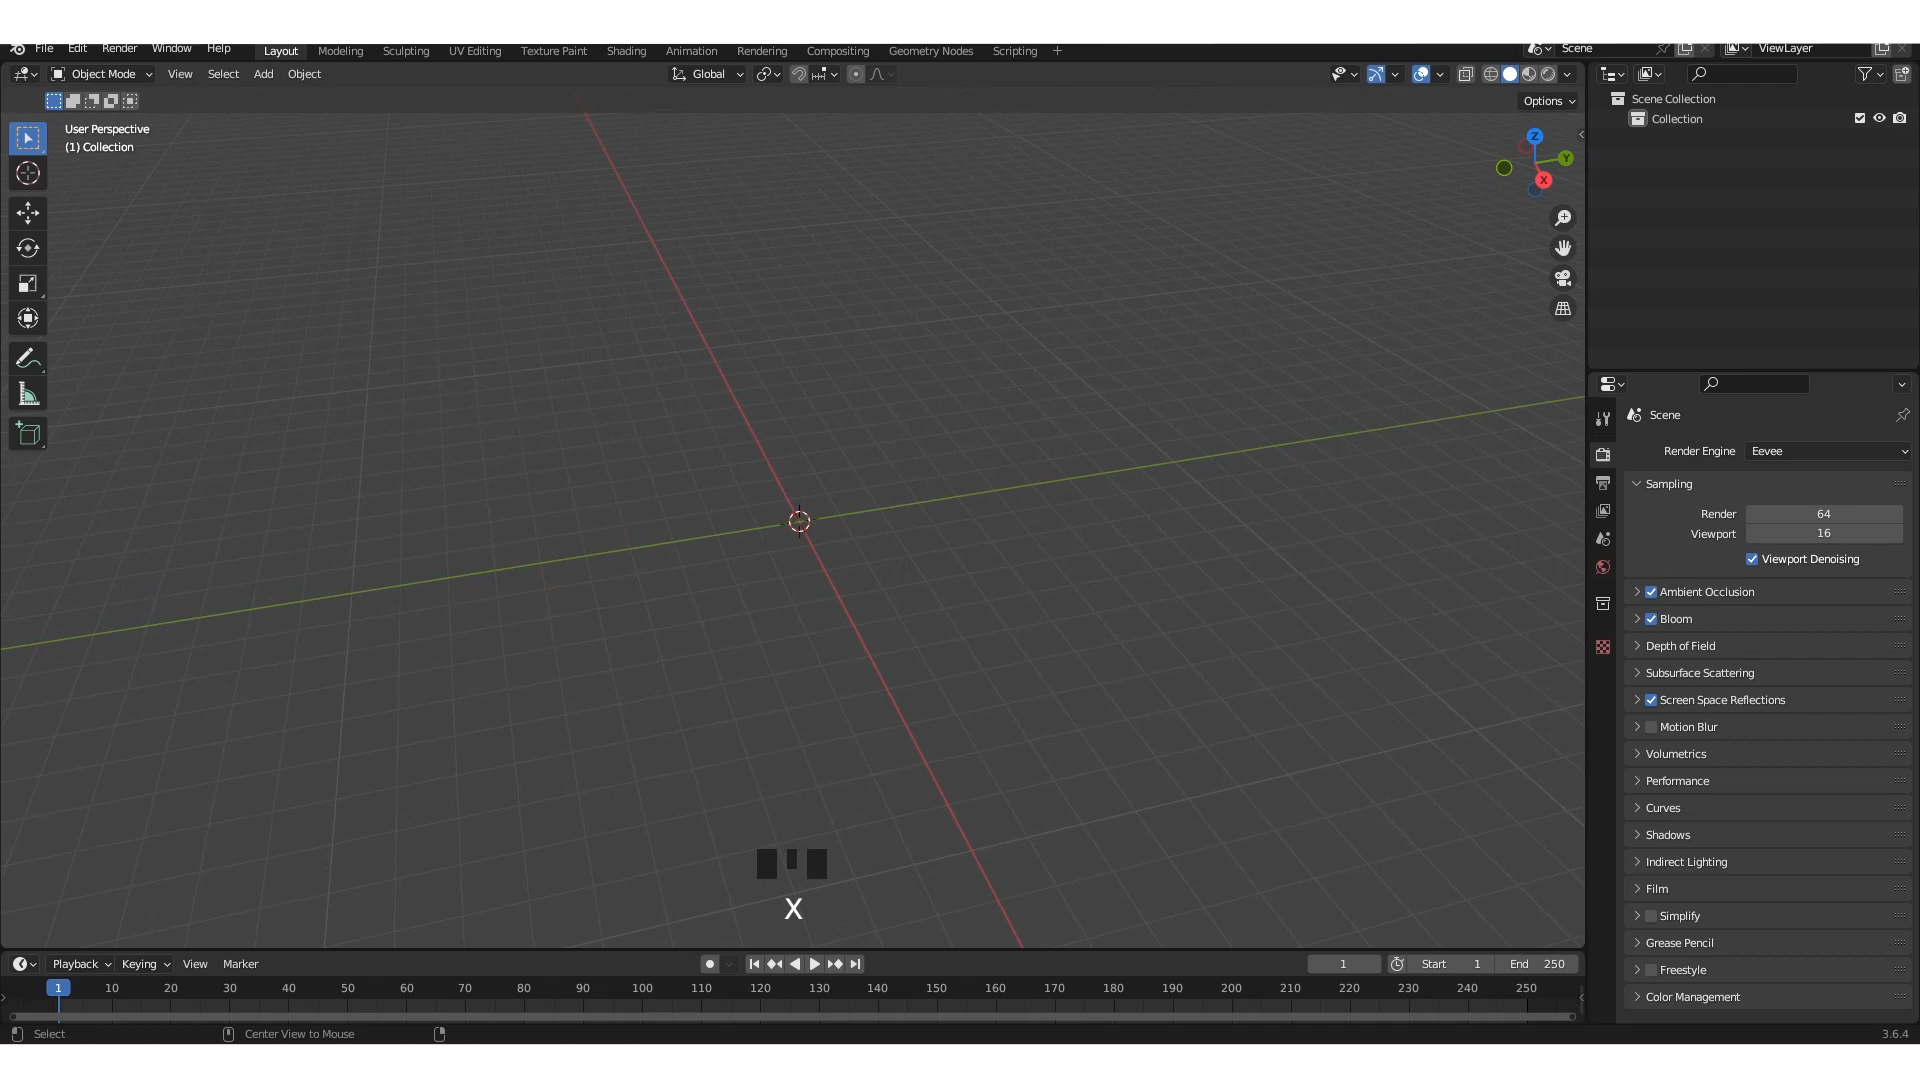 File Edit Render Window Help Layout Modeling Sculpting UV Editing Texture Paint Shading Animation Rendering Compositing Geometry Nodes Scripting + Scene ViewLayer
Object Mode View Select Add Object Global
Options
User Perspective
(1) Collection
Z
Y
X
Scene Collection
Collection
Scene
Render Engine Eevee
Sampling
Render 64
Viewport 16
Viewport Denoising
Ambient Occlusion
Bloom
Depth of Field
Subsurface Scattering
Screen Space Reflections
Motion Blur
Volumetrics
Performance
Curves
Shadows
Indirect Lighting
Film
Simplify
Grease Pencil
Freestyle
Color Management
X
Playback Keying View Marker 1 Start 1 End 250
1 10 20 30 40 50 60 70 80 90 100 110 120 130 140 150 160 170 180 190 200 210 220 230 240 250
Select Center View to Mouse 3.6.4